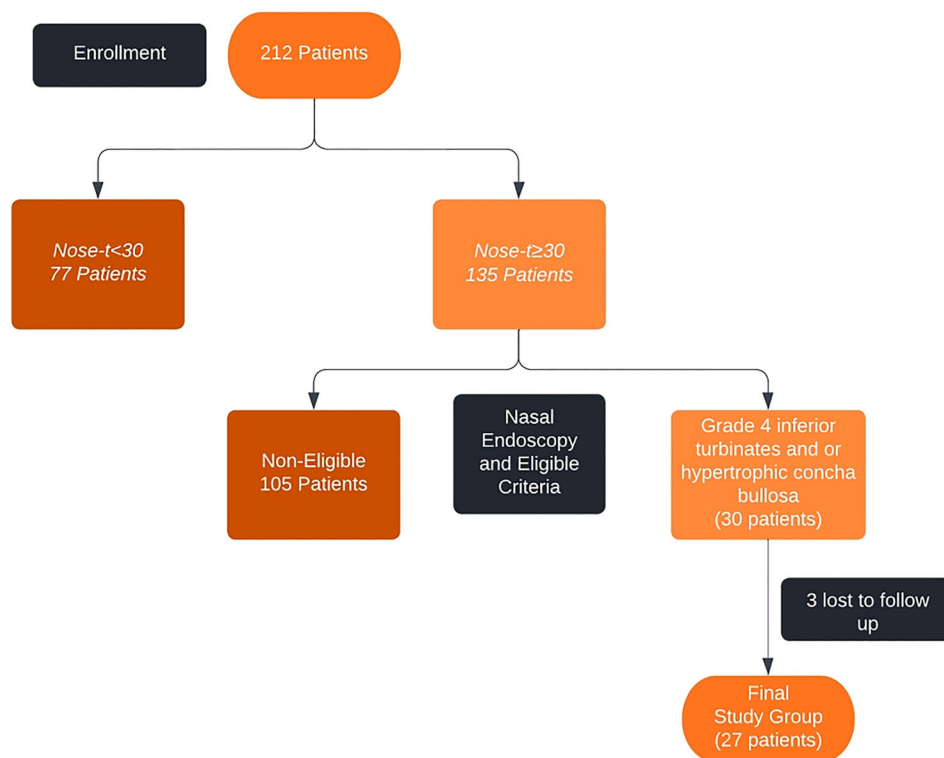 Enrollment
212 Patients
Nose-t<30
77 Patients
Nose-t≥30
135 Patients
Non-Eligible
105 Patients
Nasal
Endoscopy
and Eligible
Criteria
Grade 4 inferior
turbinates and or
hypertrophic concha
bullosa
(30 patients)
3 lost to follow
up
Final
Study Group
(27 patients)